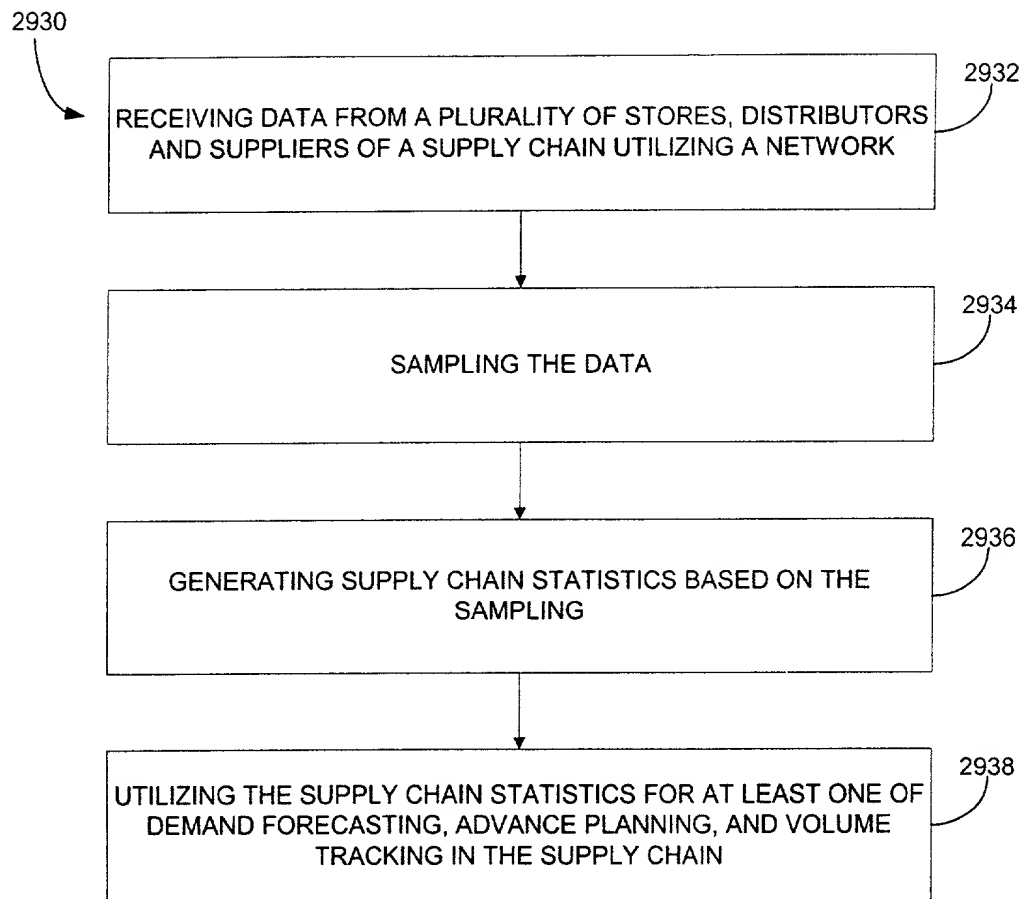 2930
2932
RECEIVING DATA FROM A PLURALITY OF STORES, DISTRIBUTORS
AND SUPPLIERS OF A SUPPLY CHAIN UTILIZING A NETWORK
2934
SAMPLING THE DATA
2936
GENERATING SUPPLY CHAIN STATISTICS BASED ON THE
SAMPLING
2938
UTILIZING THE SUPPLY CHAIN STATISTICS FOR AT LEAST ONE OF
DEMAND FORECASTING, ADVANCE PLANNING, AND VOLUME
TRACKING IN THE SUPPLY CHAIN